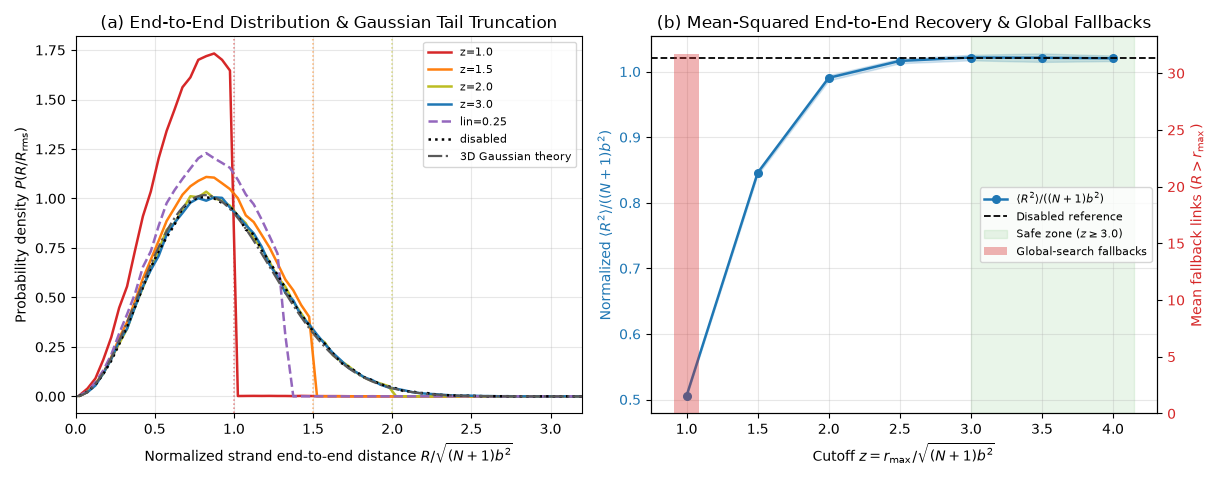 (a) End-to-End Distribution & Gaussian Tail Truncation
Probability density P(R/R_rms)
1.75
1.50
1.25
1.00
0.75
0.50
0.25
0.00
z=1.0
z=1.5
z=2.0
z=3.0
lin=0.25
disabled
3D Gaussian theory
0.0 0.5 1.0 1.5 2.0 2.5 3.0
Normalized strand end-to-end distance R/√(N + 1)b²
(b) Mean-Squared End-to-End Recovery & Global Fallbacks
Normalized ⟨R²⟩/((N + 1)b²)
1.0
0.9
0.8
0.7
0.6
0.5
⟨R²⟩/((N + 1)b²)
Disabled reference
Safe zone (z ≥ 3.0)
Global-search fallbacks
30
25
20
15
10
5
0
Mean fallback links (R > r_max)
1.0 1.5 2.0 2.5 3.0 3.5 4.0
Cutoff z = r_max/√(N + 1)b²